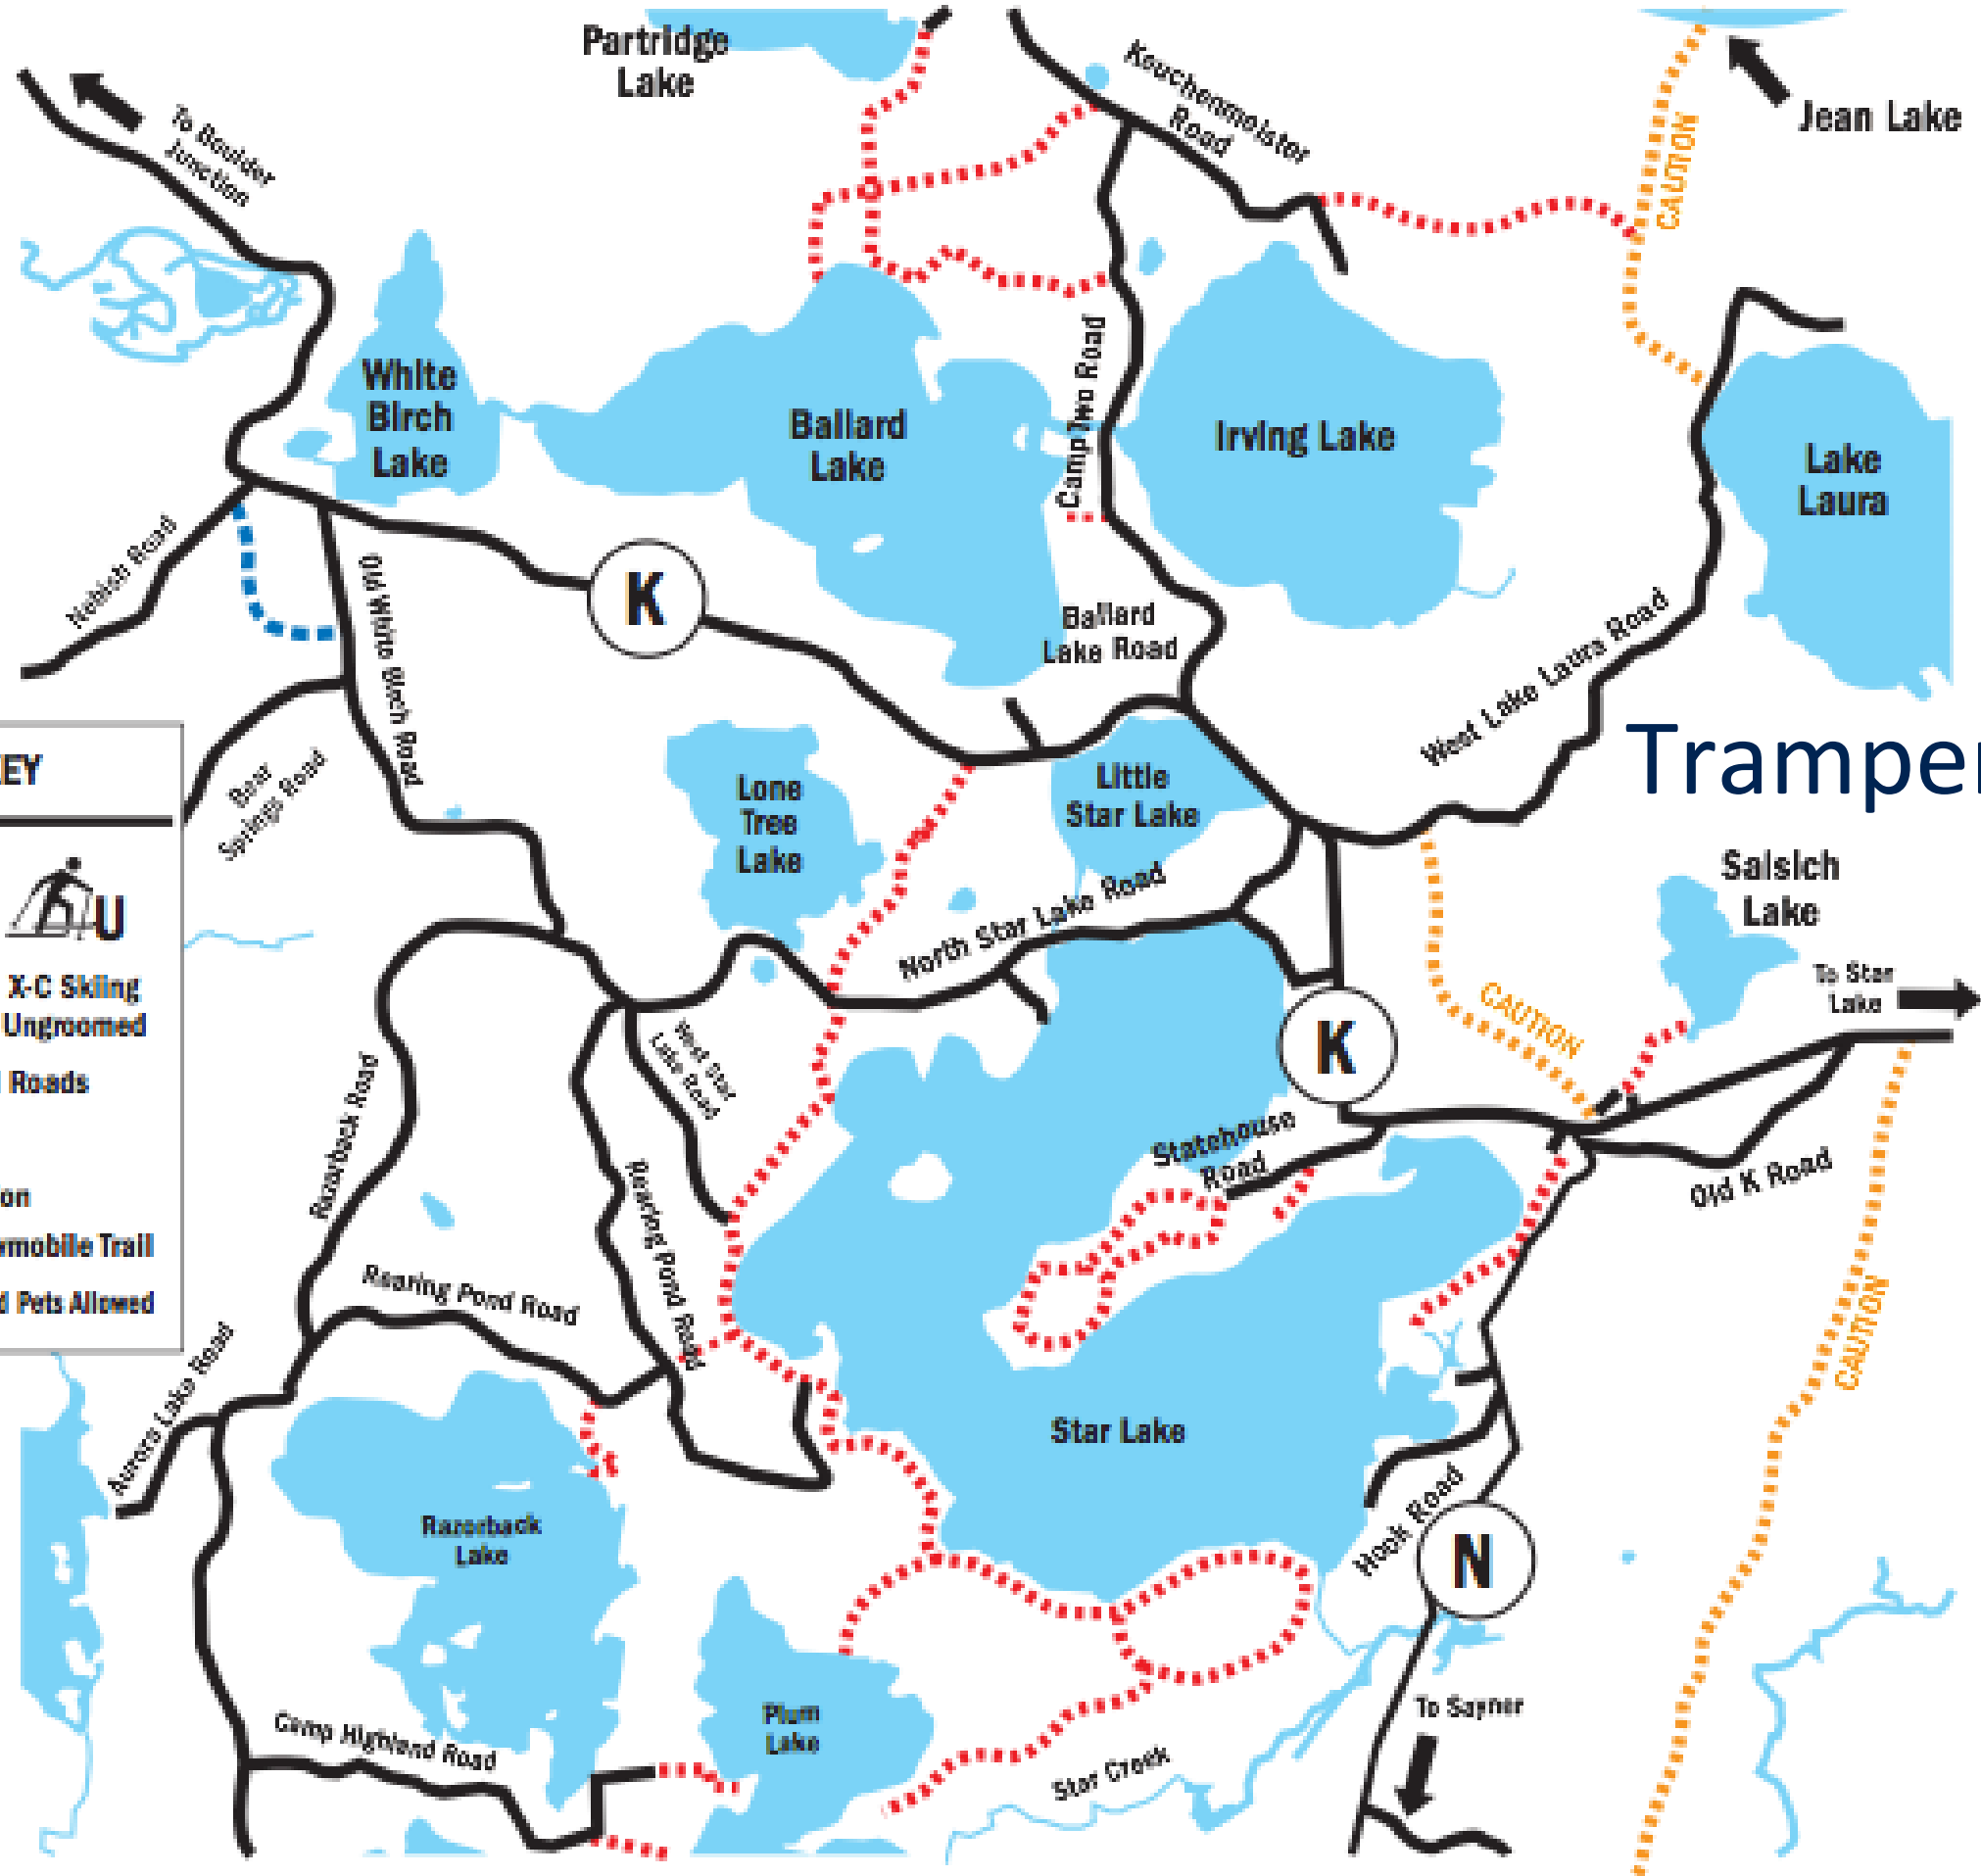 Partridge
Lake
Kouchenmoister
Road
Jean Lake
CAUTION
To Boulder
Junction
White
Birch
Lake
Ballard
Lake
Camp Two Road
Irving Lake
Lake
Laura
Nebish Road
Old White Birch Road
K
Ballard
Lake Road
West Lake Laura Road
Tramper
EY
Bear
Springs Road
Lone
Tree
Lake
Little
Star Lake
Salsich
Lake
U
X-C Skiing
Ungroomed
Roads
on
wmobile Trail
d Pets Allowed
North Star Lake Road
To Star
Lake
CAUTION
K
West Star
Lake Road
Razorback Road
Statehouse
Road
Old K Road
Roaring Pond Road
Roaring Pond Road
CAUTION
Aurora Lake Road
Star Lake
Razorback
Lake
Hook Road
N
Plum
Lake
To Sayner
Camp Highland Road
Star Creek